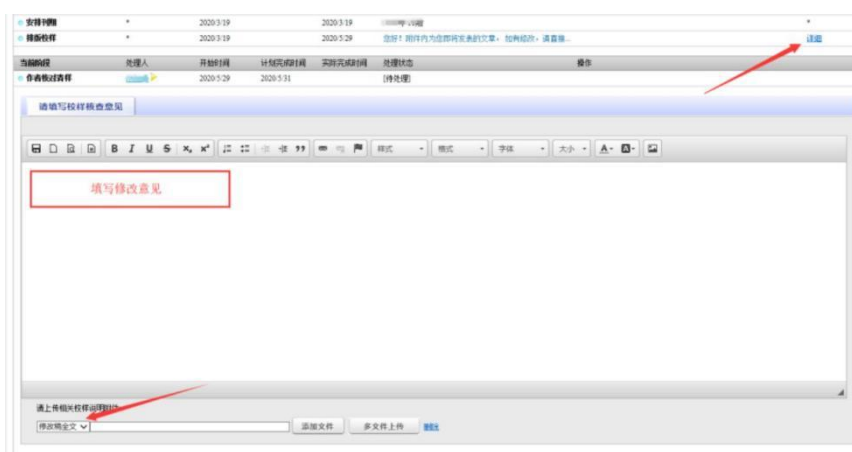 安排刊期 * 2020/3/19 2020/3/19 *
排版校样 * 2020/3/19 2020/5/29 您好！附件内为您即将发表的文章，如有修改，请直接... 详细
当前阶段 处理人 开始时间 计划完成时间 实际完成时间 处理状态 操作
作者校对清样 2020/5/29 2020/5/31 [待处理]
请填写校样核查意见
B I U S x₂ x² 样式 格式 字体 大小 A A
填写修改意见
请上传相关校样说明附件
修改稿全文 添加文件 多文件上传 删除